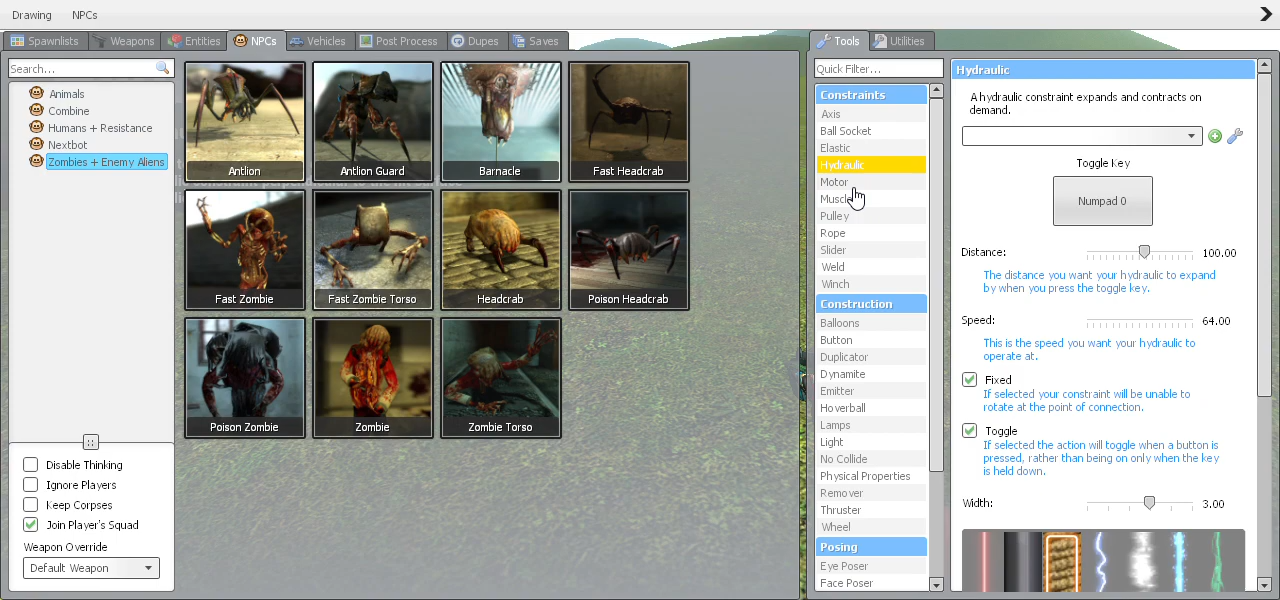 Drawing NPCs
Spawnlists Weapons Entities NPCs Vehicles Post Process Dupes Saves
Search...
Animals
Combine
Humans + Resistance
Nextbot
Zombies + Enemy Aliens
Antlion
Antlion Guard
Barnacle
Fast Headcrab
constraint perpendicular to the hit surface
Fast Zombie
Fast Zombie Torso
Headcrab
Poison Headcrab
Poison Zombie
Zombie
Zombie Torso
Disable Thinking
Ignore Players
Keep Corpses
Join Player's Squad
Weapon Override
Default Weapon
Tools Utilities
Quick Filter...
Constraints
Axis
Ball Socket
Elastic
Hydraulic
Motor
Muscle
Pulley
Rope
Slider
Weld
Winch
Construction
Balloons
Button
Duplicator
Dynamite
Emitter
Hoverball
Lamps
Light
No Collide
Physical Properties
Remover
Thruster
Wheel
Posing
Eye Poser
Face Poser
Hydraulic
A hydraulic constraint expands and contracts on
demand.
Toggle Key
Numpad 0
Distance: 100.00
The distance you want your hydraulic to expand
by when you press the toggle key.
Speed: 64.00
This is the speed you want your hydraulic to
operate at.
Fixed
If selected your constraint will be unable to
rotate at the point of connection.
Toggle
If selected the action will toggle when a button is
pressed, rather than being on only when the key
is held down.
Width: 3.00